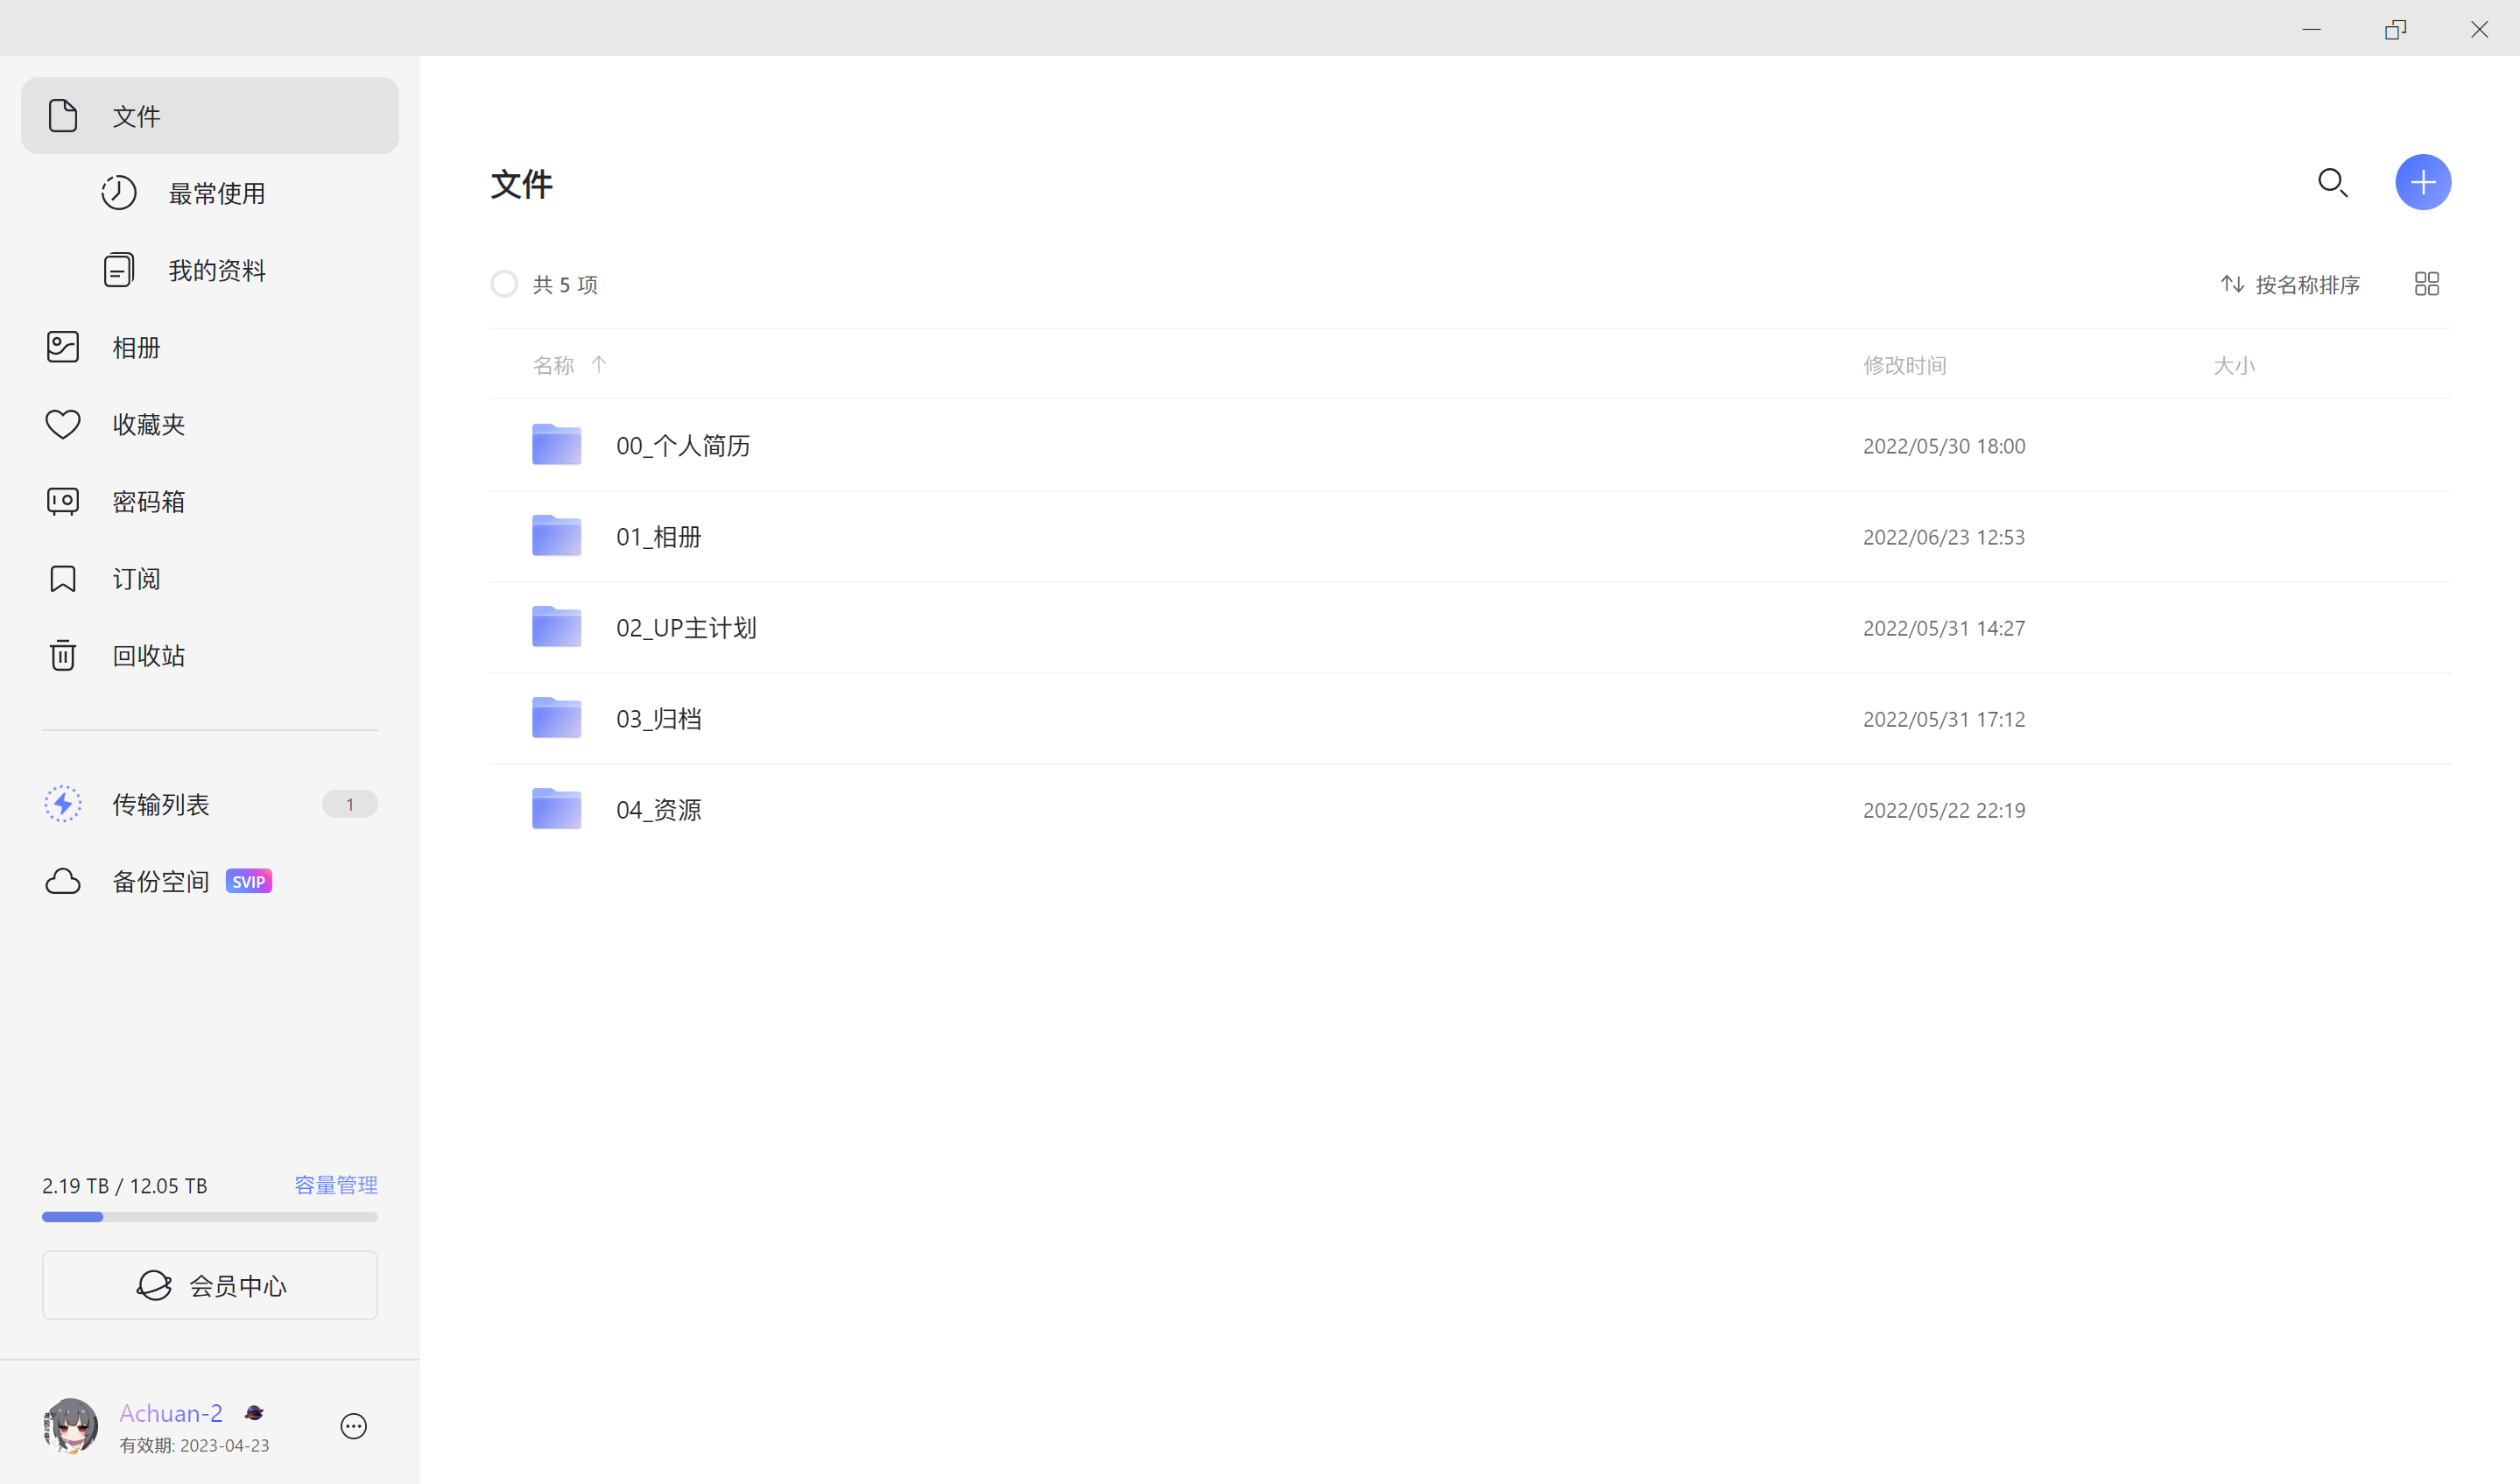 文件
最常使用
我的资料
相册
收藏夹
密码箱
订阅
回收站
传输列表 1
备份空间 SVIP
2.19 TB / 12.05 TB 容量管理
会员中心
Achuan-2
有效期: 2023-04-23
文件
共 5 项 按名称排序
名称 修改时间 大小
00_个人简历 2022/05/30 18:00
01_相册 2022/06/23 12:53
02_UP主计划 2022/05/31 14:27
03_归档 2022/05/31 17:12
04_资源 2022/05/22 22:19